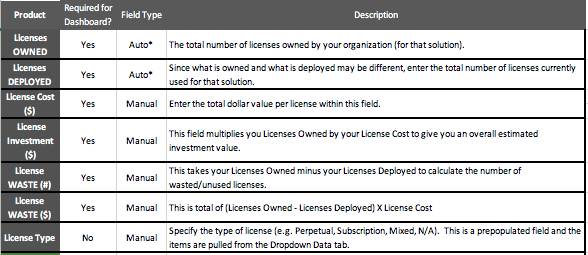 Product
Required for
Dashboard?
Field Type
Description
Licenses
OWNED
Yes
Auto*
The total number of licenses owned by your organization (for that solution).
Licenses
DEPLOYED
Yes
Auto*
Since what is owned and what is deployed may be different, enter the total number of licenses currently
used for that solution.
License Cost
($)
Yes
Manual
Enter the total dollar value per license within this field.
License
Investment
($)
Yes
Manual
This field multiplies you Licenses Owned by your License Cost to give you an overall estimated
investment value.
License
WASTE (#)
Yes
Manual
This takes your Licenses Owned minus your Licenses Deployed to calculate the number of
wasted/unused licenses.
License
WASTE ($)
Yes
Manual
This is total of (Licenses Owned - Licenses Deployed) X License Cost
License Type
No
Manual
Specify the type of license (e.g. Perpetual, Subscription, Mixed, N/A).  This is a prepopulated field and the
items are pulled from the Dropdown Data tab.